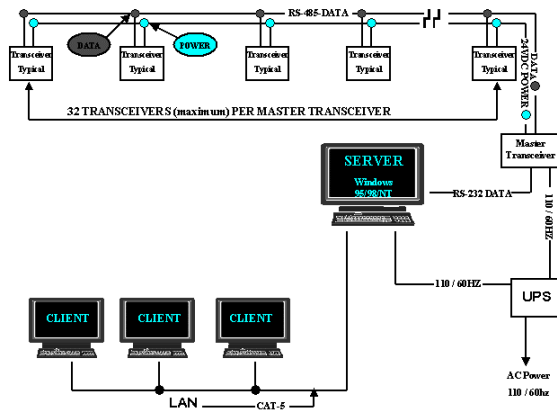 RS-485-DATA
DATA
POWER
Transceiver
Typical
Transceiver
Typical
Transceiver
Typical
Transceiver
Typical
Transceiver
Typical
DATA
24VDC POWER
32 TRANSCEIVERS (maximum) PER MASTER TRANSCEIVER
Master
Transceiver
SERVER
Windows
95/98/NT
RS-232 DATA
110 / 60HZ
110 / 60HZ
UPS
CLIENT
CLIENT
CLIENT
AC Power
110 / 60hz
LAN
CAT-5